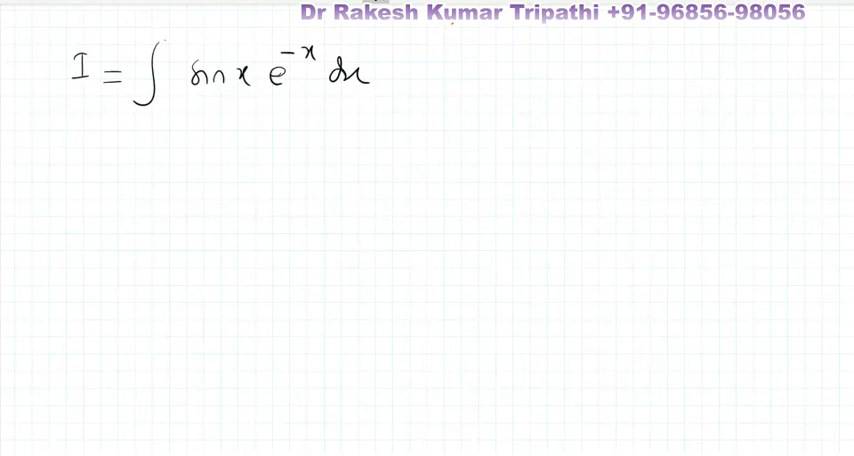 Dr Rakesh Kumar Tripathi +91-96856-98056
I = ∫ sin x e^{-x} dx